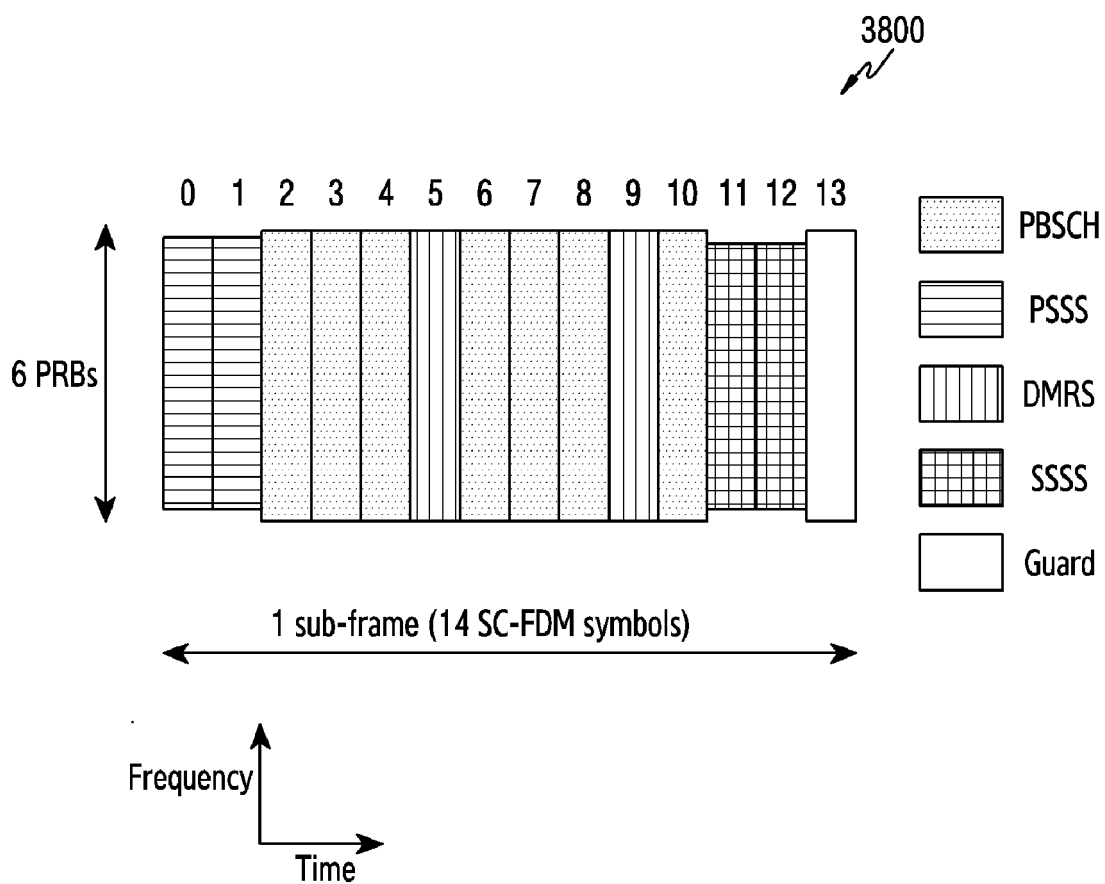 3800
0 1 2 3 4 5 6 7 8 9 10 11 12 13
PBSCH
PSSS
6 PRBs
DMRS
SSSS
Guard
1 sub-frame (14 SC-FDM symbols)
Frequency
Time